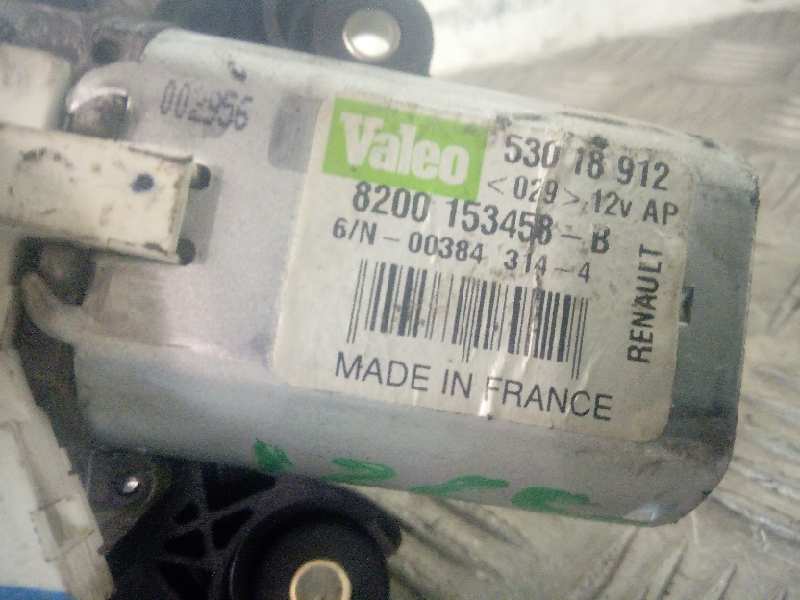 002956
Valeo 530 18 912
<029> 12V AP
8200 153458-B
6/N-00384 314-4
RENAULT
MADE IN FRANCE